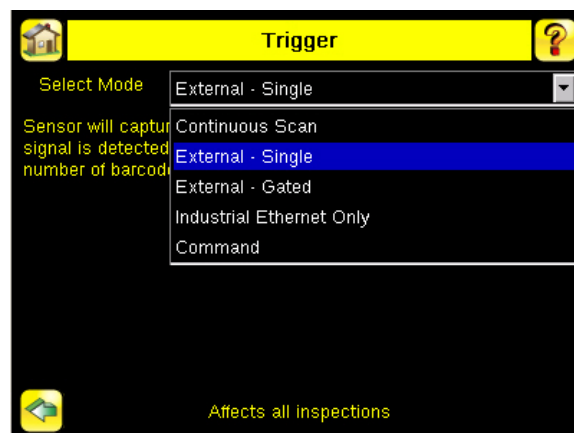 Trigger
Select Mode
External - Single
Sensor will captur
signal is detected
number of barcod
Continuous Scan
External - Single
External - Gated
Industrial Ethernet Only
Command
Affects all inspections